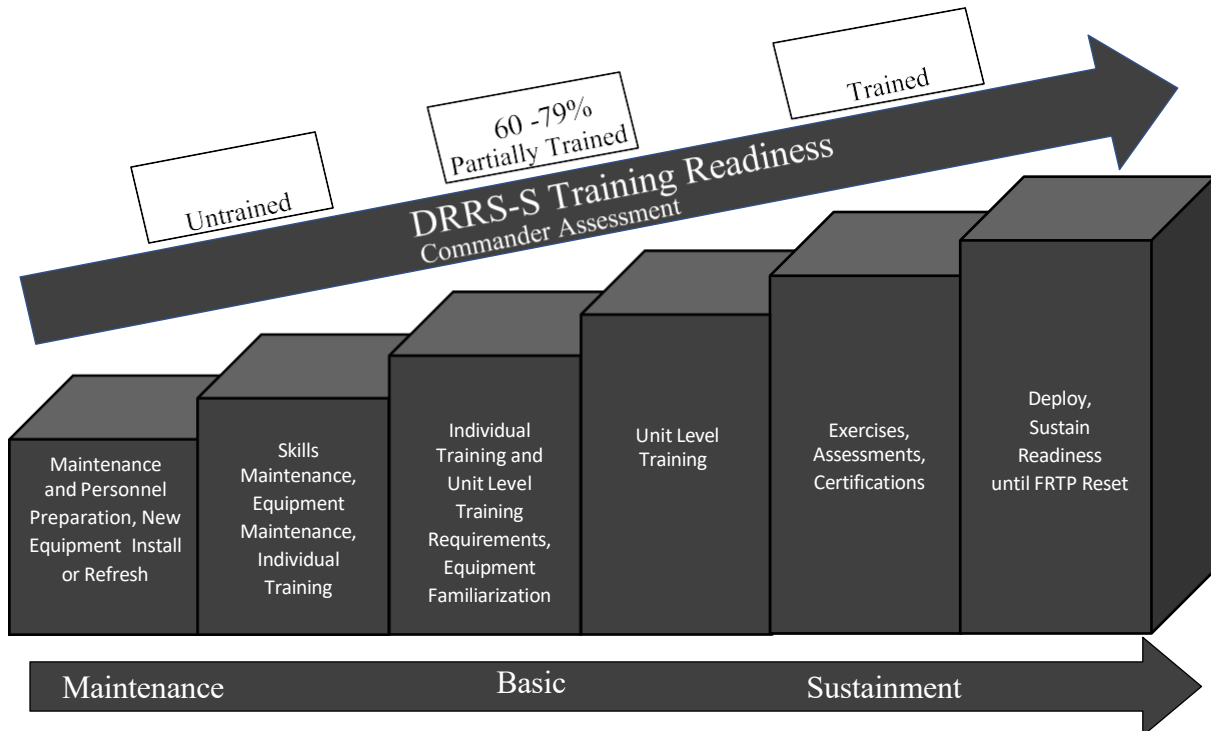 Untrained
60 -79%
Partially Trained
Trained
DRRS-S Training Readiness
Commander Assessment
Maintenance
and Personnel
Preparation, New
Equipment Install
or Refresh
Skills
Maintenance,
Equipment
Maintenance,
Individual
Training
Individual
Training and
Unit Level
Training
Requirements,
Equipment
Familiarization
Unit Level
Training
Exercises,
Assessments,
Certifications
Deploy,
Sustain
Readiness
until FRTP Reset
Maintenance
Basic
Sustainment